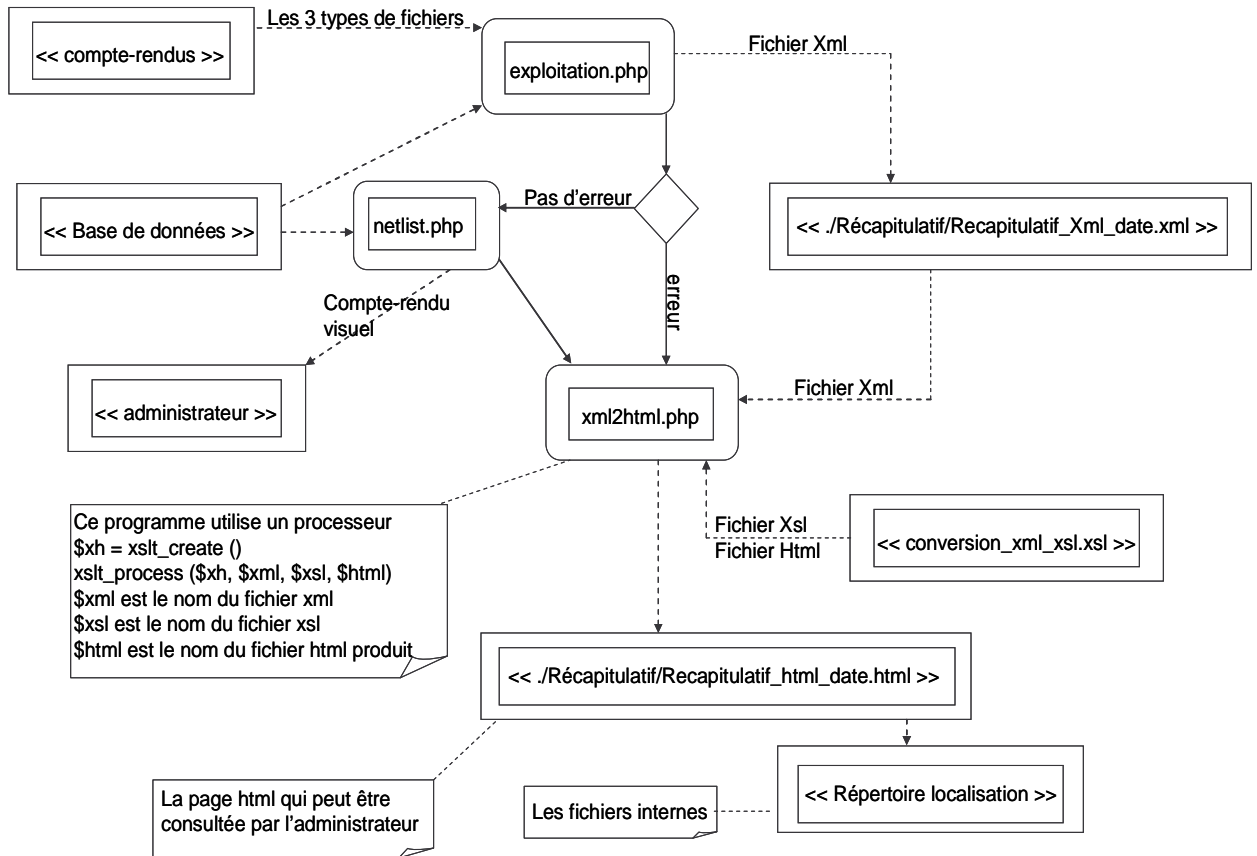 Les 3 types de fichiers
<< compte-rendus >>
exploitation.php
Fichier Xml
<< Base de données >>
netlist.php
Pas d'erreur
<< ./Récapitulatif/Recapitulatif_Xml_date.xml >>
erreur
Compte-rendu
visuel
<< administrateur >>
xml2html.php
Fichier Xml
Ce programme utilise un processeur
$xh = xslt_create ()
xslt_process ($xh, $xml, $xsl, $html)
$xml est le nom du fichier xml
$xsl est le nom du fichier xsl
$html est le nom du fichier html produit
Fichier Xsl
Fichier Html
<< conversion_xml_xsl.xsl >>
<< ./Récapitulatif/Recapitulatif_html_date.html >>
La page html qui peut être
consultée par l'administrateur
Les fichiers internes
<< Répertoire localisation >>